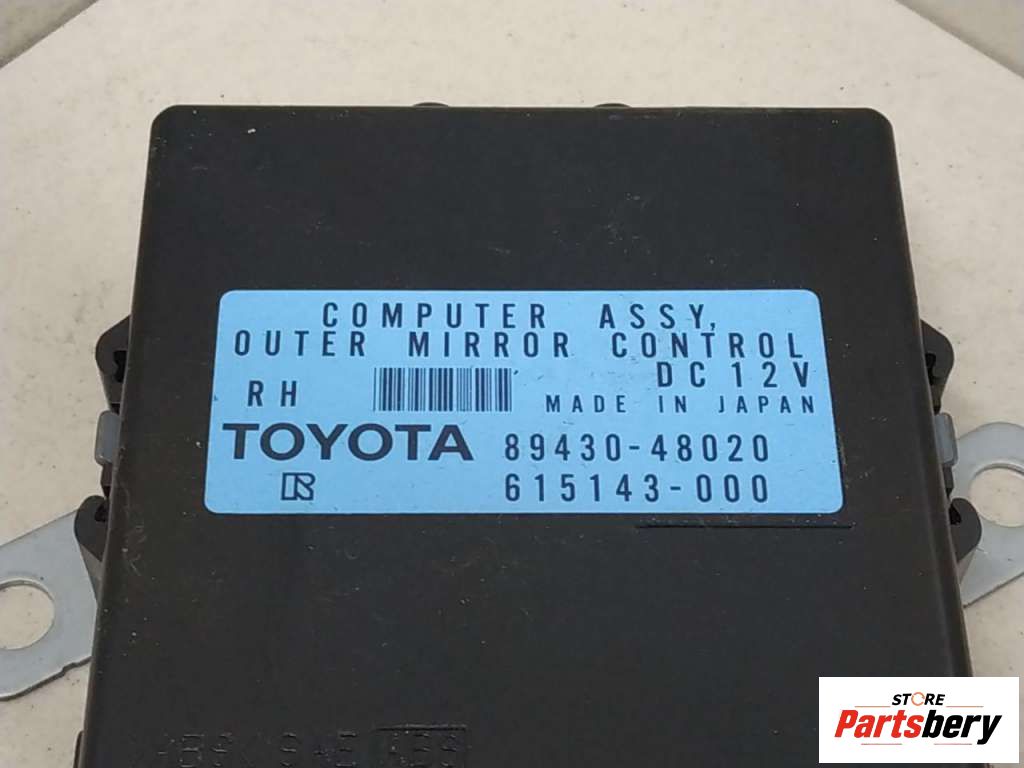 COMPUTER ASSY,
OUTER MIRROR CONTROL
DC 12V
RH
MADE IN JAPAN
TOYOTA 89430-48020
615143-000
STORE
Partsbery